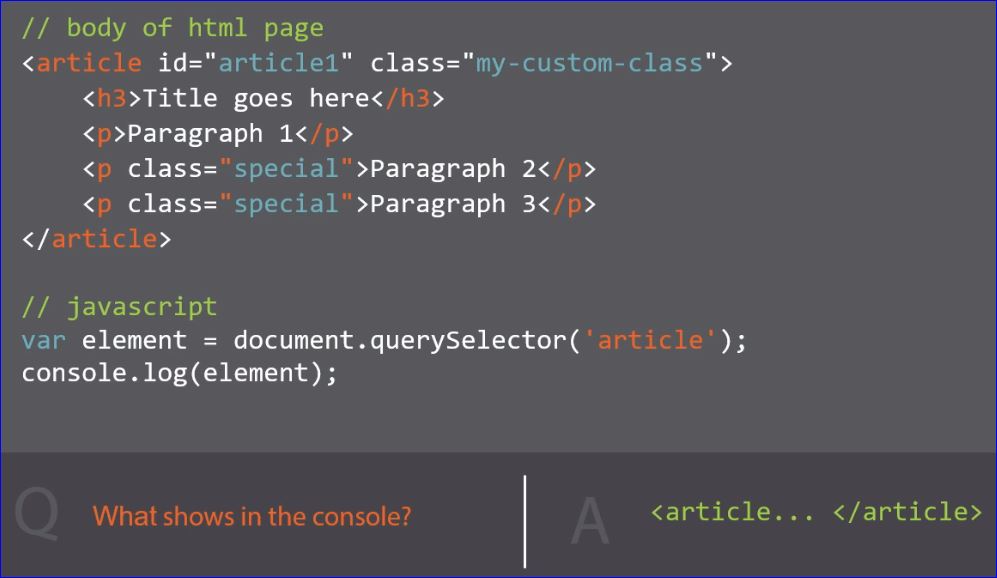 // body of html page
<article id="article1" class="my-custom-class">
    <h3>Title goes here</h3>
    <p>Paragraph 1</p>
    <p class="special">Paragraph 2</p>
    <p class="special">Paragraph 3</p>
</article>
// javascript
var element = document.querySelector('article');
console.log(element);
Q What shows in the console?
A <article... </article>